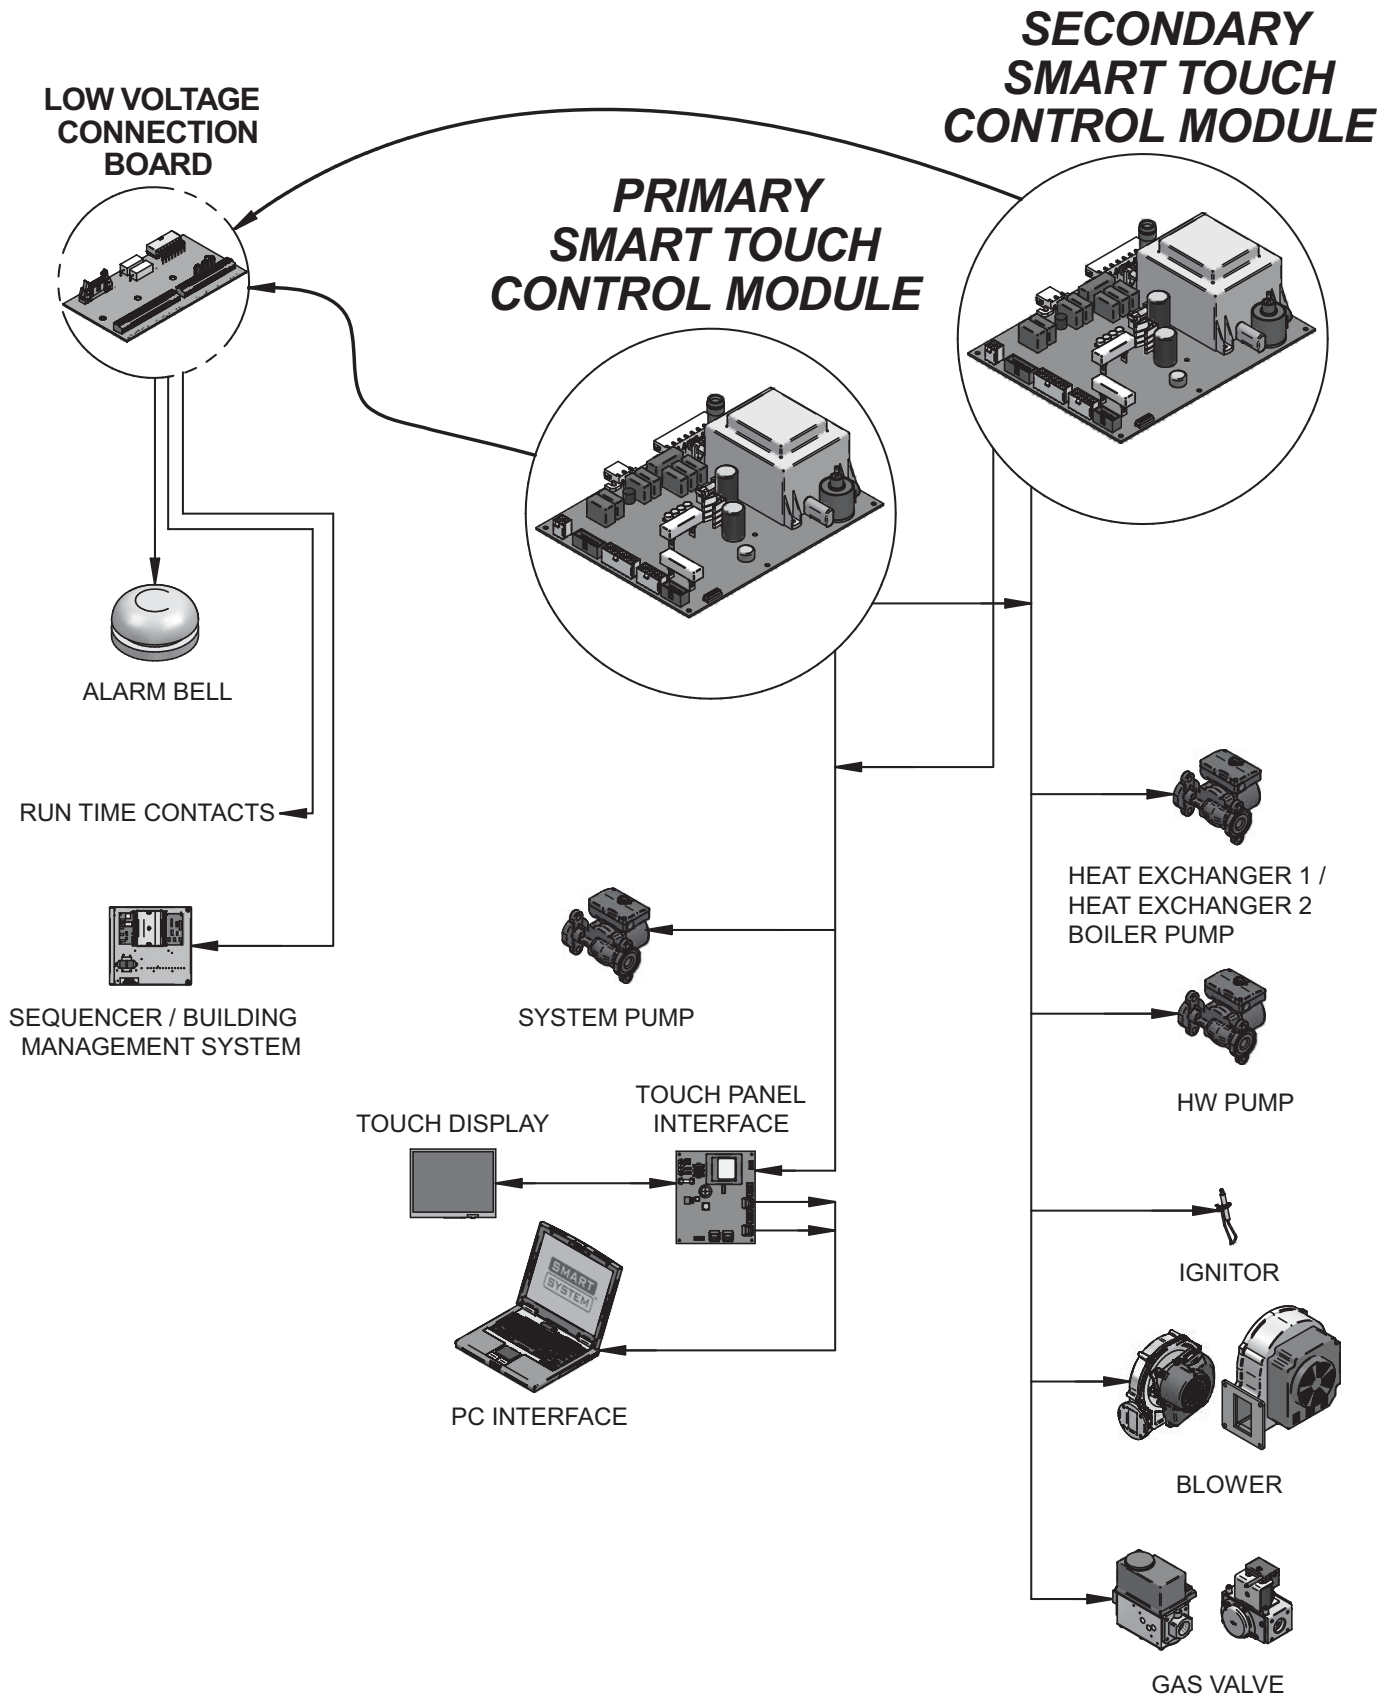 SECONDARY
SMART TOUCH
CONTROL MODULE
LOW VOLTAGE
CONNECTION
BOARD
PRIMARY
SMART TOUCH
CONTROL MODULE
ALARM BELL
RUN TIME CONTACTS
HEAT EXCHANGER 1 /
HEAT EXCHANGER 2
BOILER PUMP
SEQUENCER / BUILDING
MANAGEMENT SYSTEM
SYSTEM PUMP
HW PUMP
TOUCH PANEL
INTERFACE
TOUCH DISPLAY
SMART
SYSTEM
IGNITOR
PC INTERFACE
BLOWER
GAS VALVE